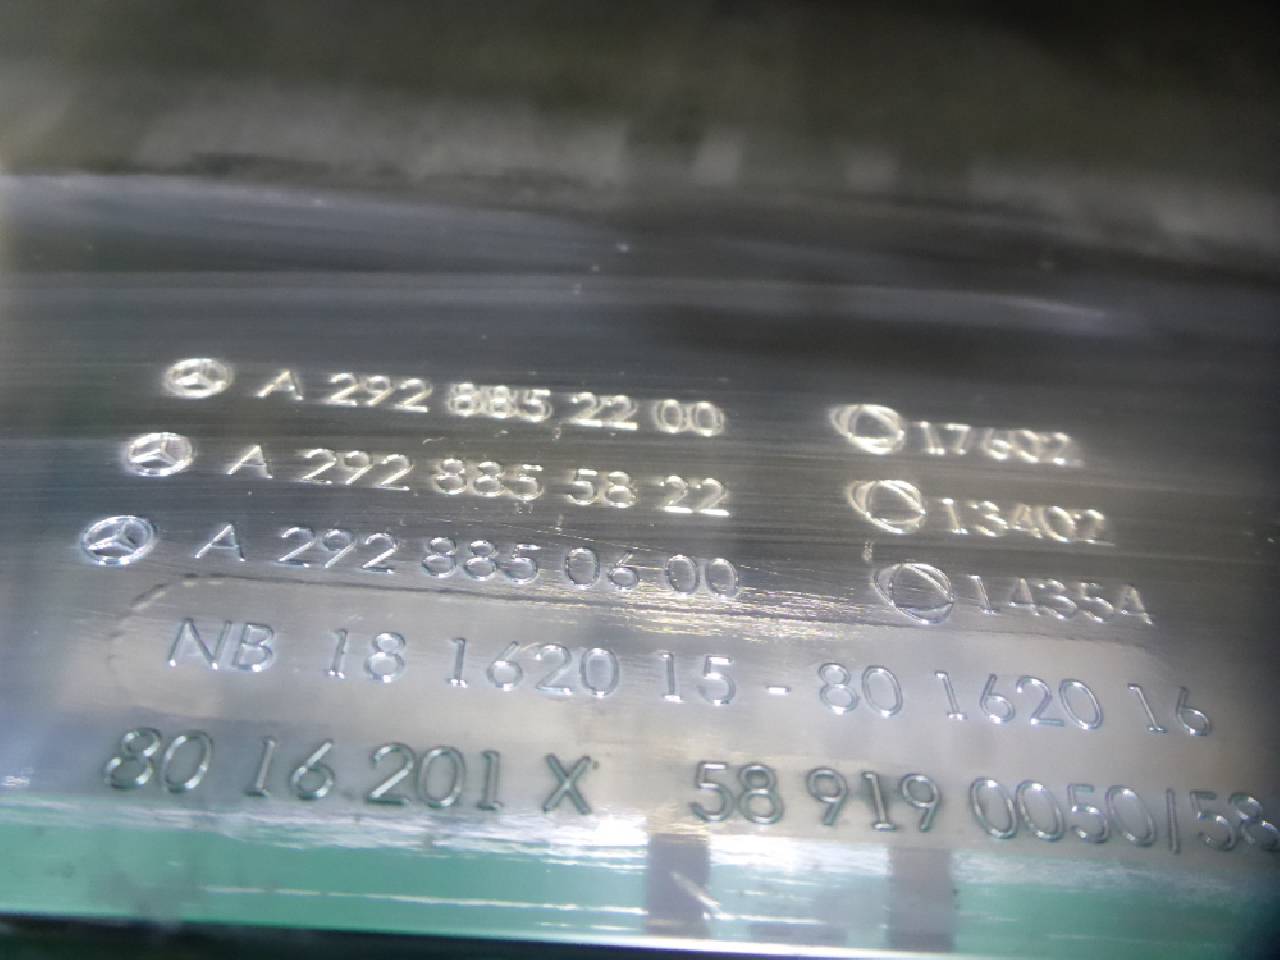 A 292 885 22 00 17602
A 292 885 58 22 13402
A 292 885 06 00 1435A
NB 18 1620 15 - 80 1620 16
80 16 201 X 58 919 0050/58